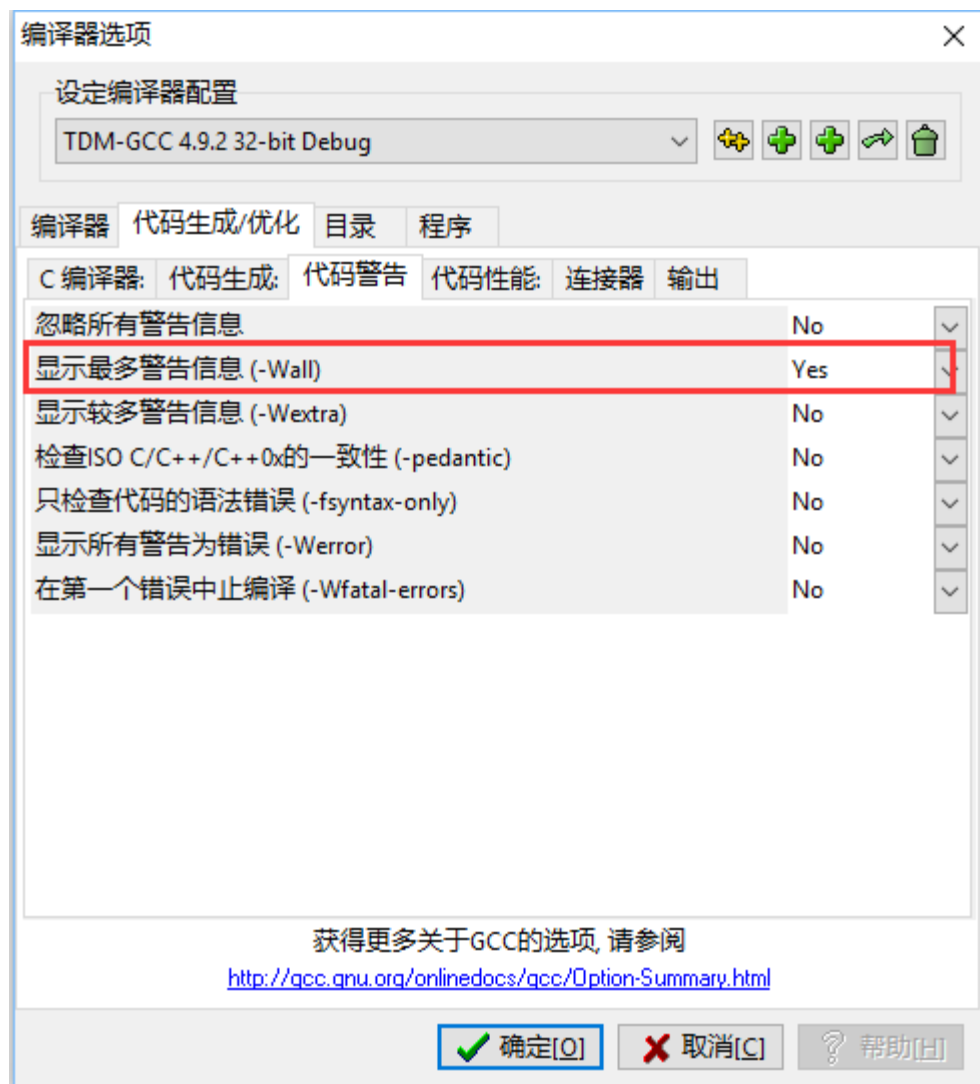 编译器选项
设定编译器配置
TDM-GCC 4.9.2 32-bit Debug
编译器 代码生成/优化 目录 程序
C 编译器: 代码生成: 代码警告 代码性能: 连接器 输出
忽略所有警告信息 No
显示最多警告信息 (-Wall) Yes
显示较多警告信息 (-Wextra) No
检查ISO C/C++/C++0x的一致性 (-pedantic) No
只检查代码的语法错误 (-fsyntax-only) No
显示所有警告为错误 (-Werror) No
在第一个错误中止编译 (-Wfatal-errors) No
获得更多关于GCC的选项, 请参阅
http://gcc.gnu.org/onlinedocs/gcc/Option-Summary.html
确定[O] 取消[C] 帮助[H]